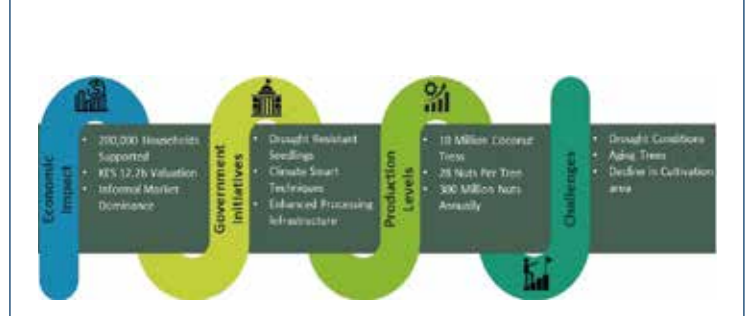 Economic
Impact
• 200,000 Households
Supported
• KES 12.2b Valuation
• Informal Market
Dominance
Government
Initiatives
• Drought Resistant
Seedlings
• Climate Smart
Techniques
• Enhanced Processing
Infrastructure
Production
Levels
• 10 Million Coconut
Tress
• 28 Nuts Per Tree
• 300 Million Nuts
Annually
Challenges
• Drought Conditions
• Aging Trees
• Decline in Cultivation
area